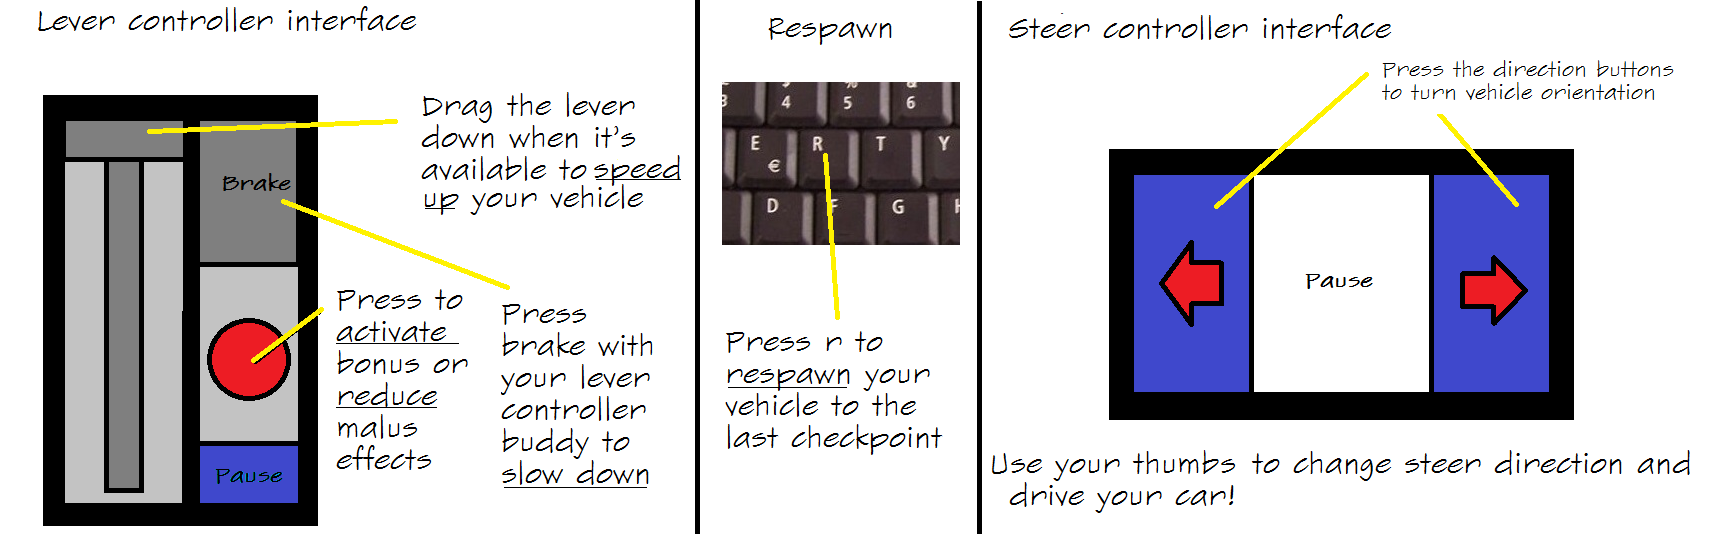 Lever controller interface
Drag the lever
down when it's
available to speed
up your vehicle
Brake
Press to
activate
bonus or
reduce
malus
effects
Press
brake with
your lever
controller
buddy to
slow down
Pause
Respawn
4 5 6
E R T Y
€
D F G
Press r to
respawn your
vehicle to the
last checkpoint
Steer controller interface
Press the direction buttons
to turn vehicle orientation
Pause
Use your thumbs to change steer direction and
drive your car!